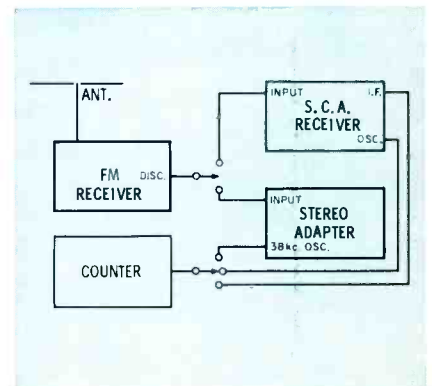 ANT.
INPUT I.F.
S.C.A.
RECEIVER
OSC.
FM DISC.
RECEIVER
INPUT
STEREO
ADAPTER
38kc. OSC.
COUNTER